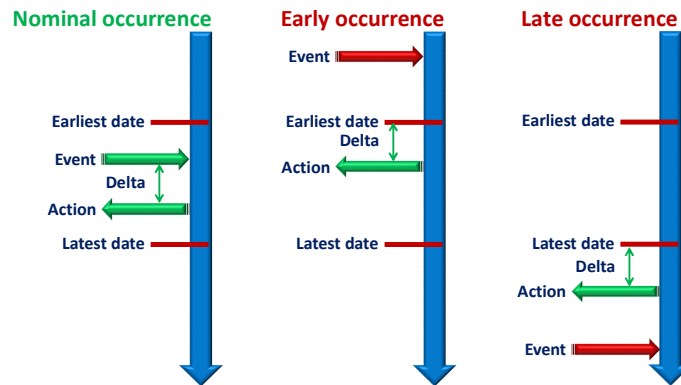 Nominal occurrence
Earliest date
Event
Delta
Action
Latest date
Early occurrence
Event
Earliest date
Delta
Action
Latest date
Late occurrence
Earliest date
Latest date
Delta
Action
Event